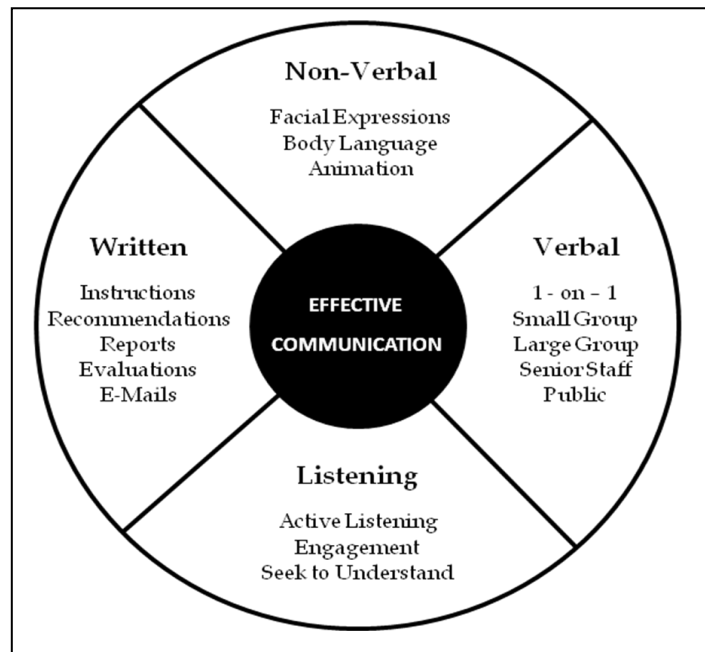 Non-Verbal
Facial Expressions
Body Language
Animation
Written
Instructions
Recommendations
Reports
Evaluations
E-Mails
EFFECTIVE
COMMUNICATION
Verbal
1 - on – 1
Small Group
Large Group
Senior Staff
Public
Listening
Active Listening
Engagement
Seek to Understand